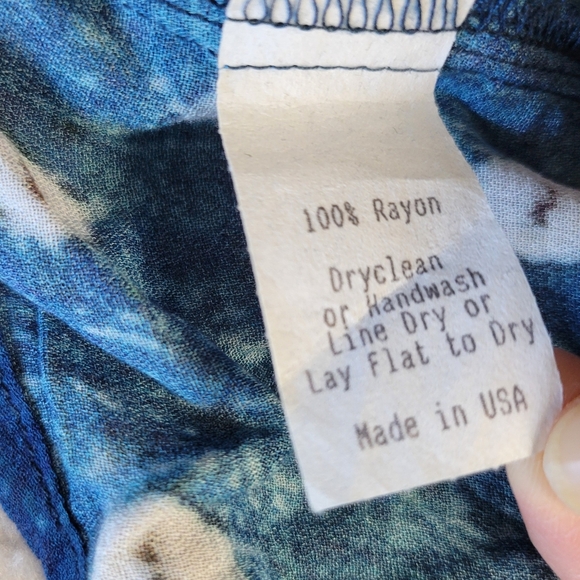 100% Rayon
Dryclean
or Handwash
Line Dry or
Lay Flat to Dry
Made in USA